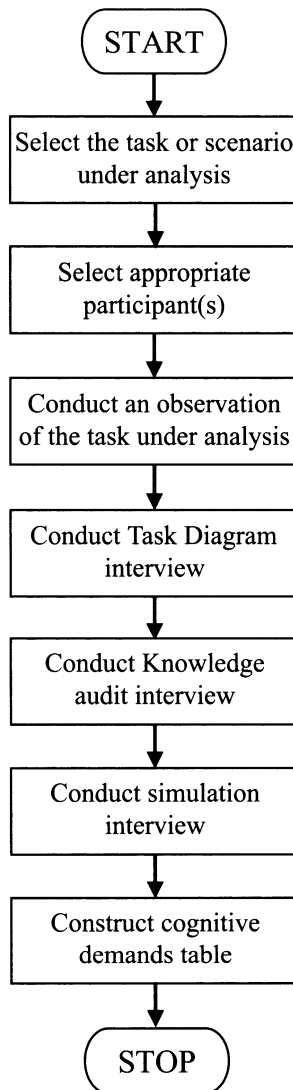 START
Select the task or scenario
under analysis
Select appropriate
participant(s)
Conduct an observation
of the task under analysis
Conduct Task Diagram
interview
Conduct Knowledge
audit interview
Conduct simulation
interview
Construct cognitive
demands table
STOP